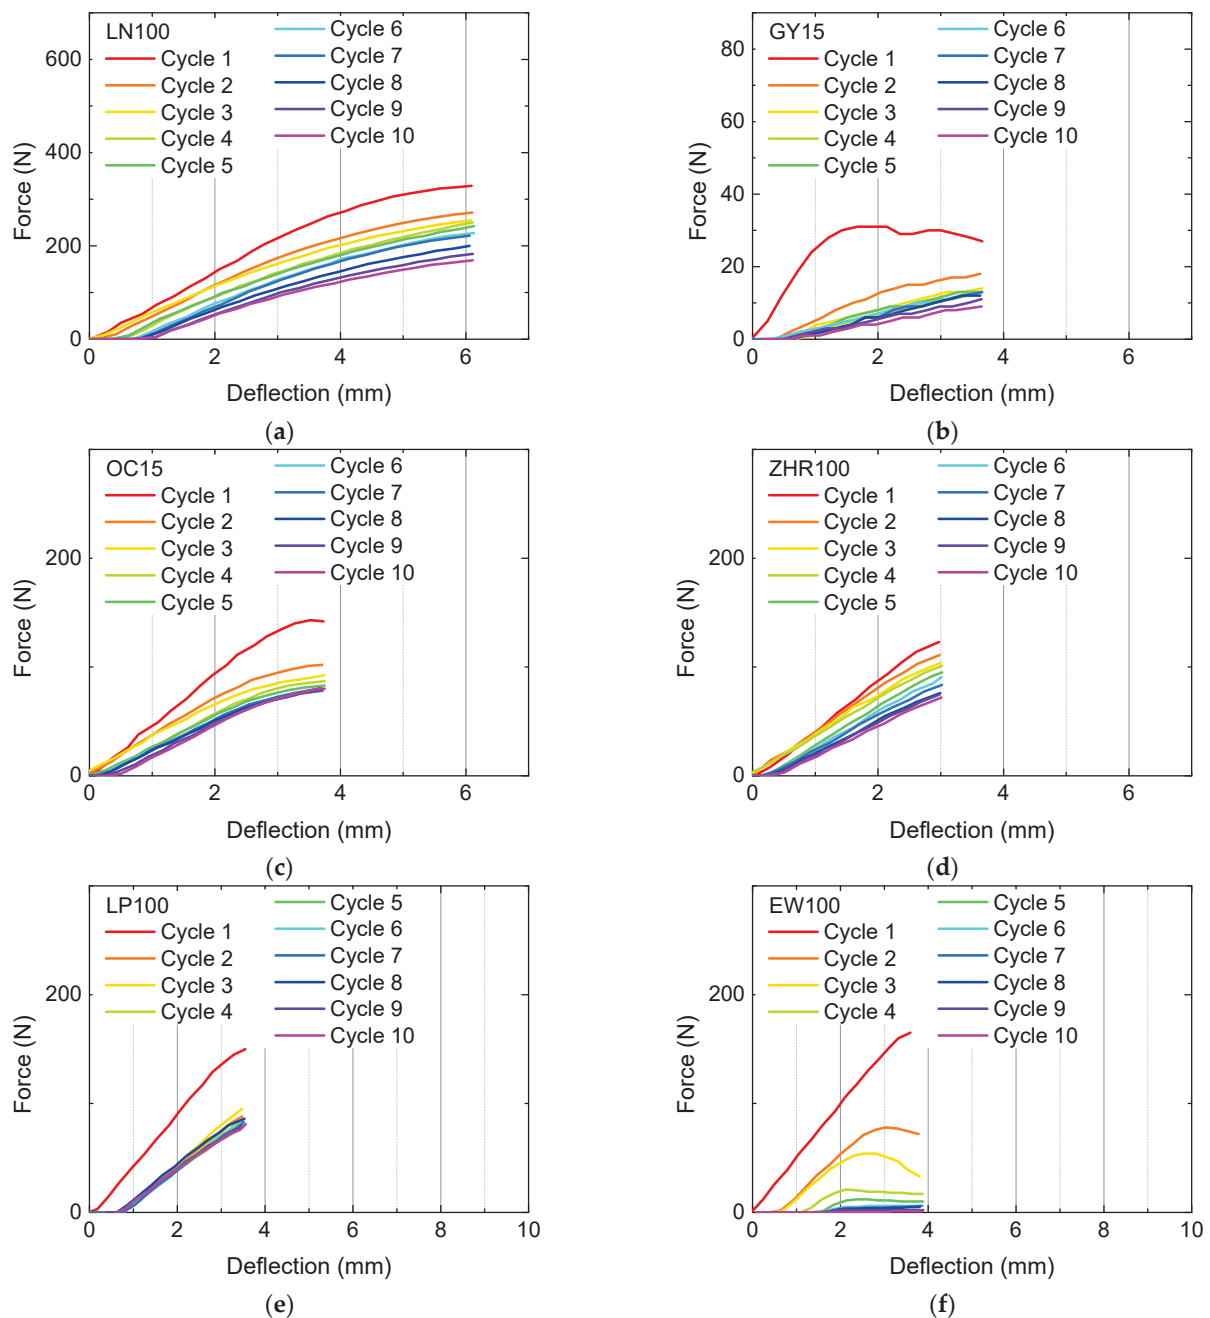 LN100
Cycle 1
Cycle 2
Cycle 3
Cycle 4
Cycle 5
Cycle 6
Cycle 7
Cycle 8
Cycle 9
Cycle 10
600
400
200
0
Force (N)
0 2 4 6
Deflection (mm)
(a)
GY15
Cycle 1
Cycle 2
Cycle 3
Cycle 4
Cycle 5
Cycle 6
Cycle 7
Cycle 8
Cycle 9
Cycle 10
80
60
40
20
0
Force (N)
0 2 4 6
Deflection (mm)
(b)
OC15
Cycle 1
Cycle 2
Cycle 3
Cycle 4
Cycle 5
Cycle 6
Cycle 7
Cycle 8
Cycle 9
Cycle 10
200
0
Force (N)
0 2 4 6
Deflection (mm)
(c)
ZHR100
Cycle 1
Cycle 2
Cycle 3
Cycle 4
Cycle 5
Cycle 6
Cycle 7
Cycle 8
Cycle 9
Cycle 10
200
0
Force (N)
0 2 4 6
Deflection (mm)
(d)
LP100
Cycle 1
Cycle 2
Cycle 3
Cycle 4
Cycle 5
Cycle 6
Cycle 7
Cycle 8
Cycle 9
Cycle 10
200
0
Force (N)
0 2 4 6 8 10
Deflection (mm)
(e)
EW100
Cycle 1
Cycle 2
Cycle 3
Cycle 4
Cycle 5
Cycle 6
Cycle 7
Cycle 8
Cycle 9
Cycle 10
200
0
Force (N)
0 2 4 6 8 10
Deflection (mm)
(f)